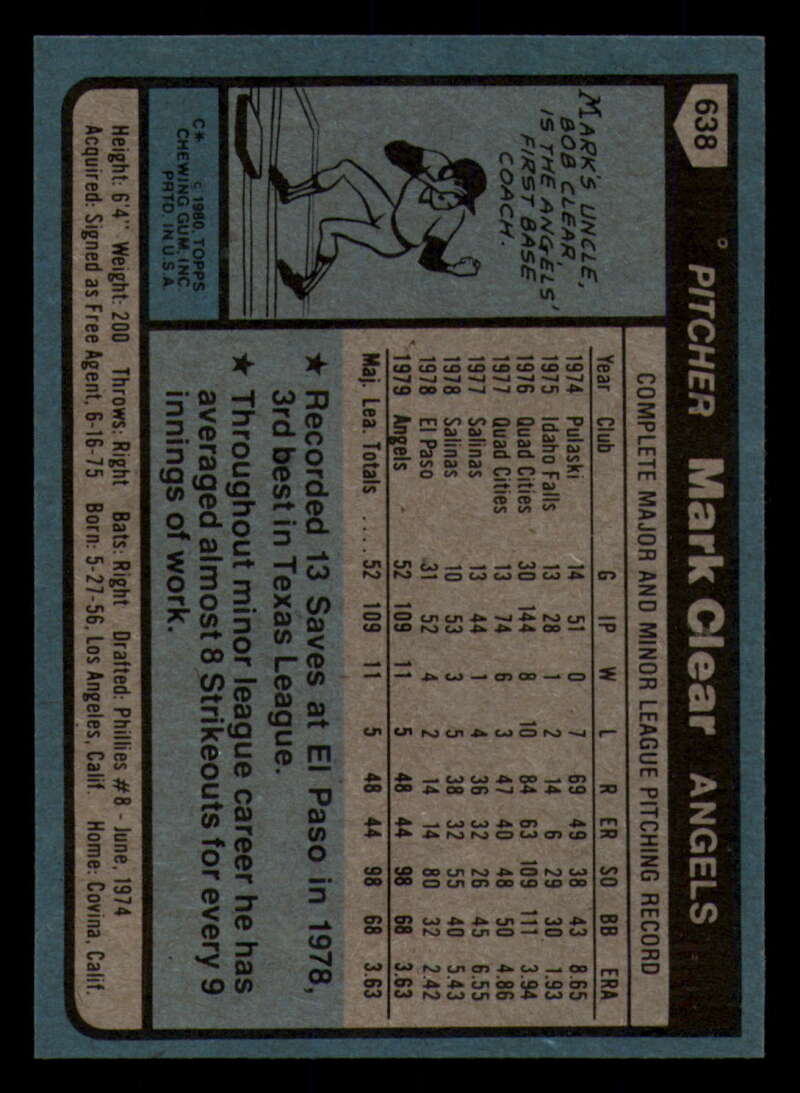 638
PITCHER Mark Clear ANGELS
MARK'S UNCLE,
BOB CLEAR,
IS THE ANGELS'
FIRST BASE
COACH.
C* © 1980 TOPPS
CHEWING GUM, INC
PRTD. IN U S A
COMPLETE MAJOR AND MINOR LEAGUE PITCHING RECORD
Year Club G IP W L R ER SO BB ERA
1974 Pulaski 14 51 0 7 69 49 38 43 8.65
1975 Idaho Falls 13 28 1 2 14 6 29 30 1.93
1976 Quad Cities 30 144 8 10 84 63 109 111 3.94
1977 Quad Cities 13 74 6 3 47 40 48 50 4.86
1977 Salinas 13 44 1 4 36 32 26 45 6.55
1978 Salinas 10 53 3 5 38 32 55 40 5.43
1978 El Paso 31 52 4 2 14 14 80 32 2.42
1979 Angels 52 109 11 5 48 44 98 68 3.63
Maj. Lea. Totals .... 52 109 11 5 48 44 98 68 3.63
★ Recorded 13 Saves at El Paso in 1978,
3rd best in Texas League.
★ Throughout minor league career he has
averaged almost 8 Strikeouts for every 9
innings of work.
Height: 6'4" Weight: 200 Throws: Right Bats: Right Drafted: Phillies #8 - June, 1974
Acquired: Signed as Free Agent, 6-16-75 Born: 5-27-56, Los Angeles, Calif. Home: Covina, Calif.